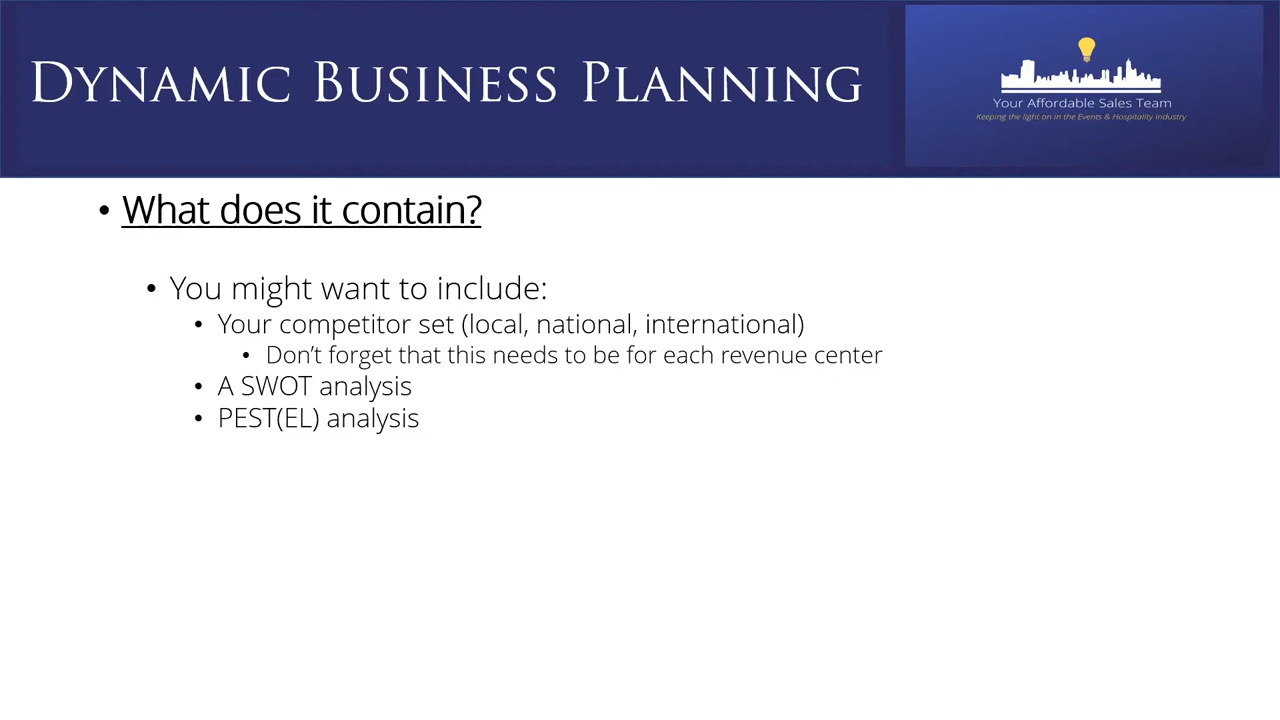 Dynamic Business Planning
Your Affordable Sales Team
Keeping the light on in the Events & Hospitality Industry
• What does it contain?
• You might want to include:
• Your competitor set (local, national, international)
• Don’t forget that this needs to be for each revenue center
• A SWOT analysis
• PEST(EL) analysis